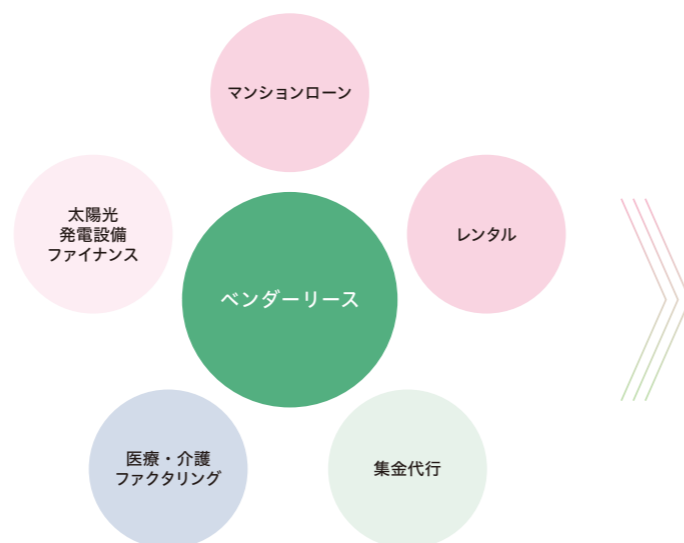 マンションローン
太陽光
発電設備
ファイナンス
レンタル
ベンダーリース
医療・介護
ファクタリング
集金代行